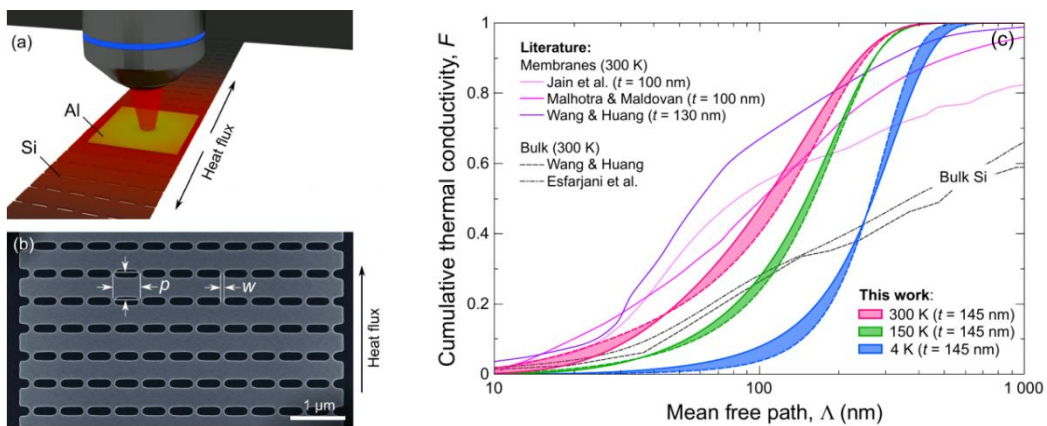 (a)
Al
Si
Heat flux
(b)
p
w
Heat flux
1 μm
(c)
Cumulative thermal conductivity, F
1
0.8
0.6
0.4
0.2
0
Literature:
Membranes (300 K)
Jain et al. (t = 100 nm)
Malhotra & Maldovan (t = 100 nm)
Wang & Huang (t = 130 nm)
Bulk (300 K)
Wang & Huang
Esfarjani et al.
Bulk Si
This work:
300 K (t = 145 nm)
150 K (t = 145 nm)
4 K (t = 145 nm)
10
100
1 000
Mean free path, Λ (nm)